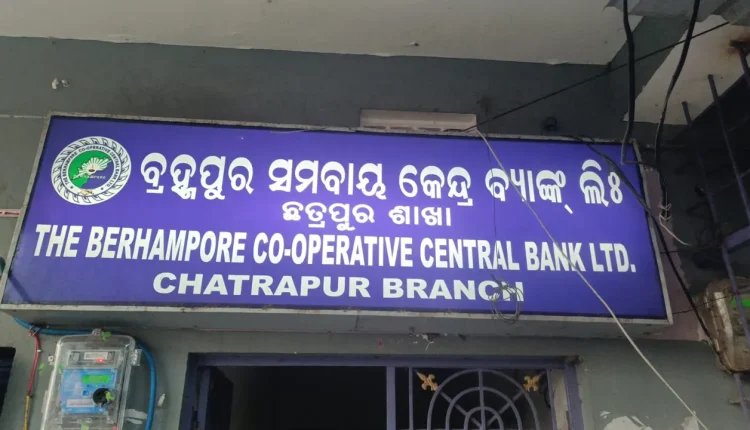 ବ୍ରହ୍ମପୁର ସମବାୟ କେନ୍ଦ୍ର ବ୍ୟାଙ୍କ୍ ଲିଃ
ଛତ୍ରପୁର ଶାଖା
THE BERHAMPORE CO-OPERATIVE CENTRAL BANK LTD.
CHATRAPUR BRANCH